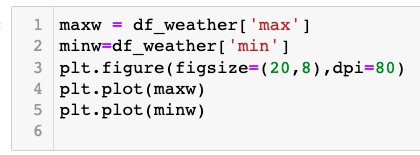 1 maxw = df_weather['max']
2 minw=df_weather['min']
3 plt.figure(figsize=(20,8),dpi=80)
4 plt.plot(maxw)
5 plt.plot(minw)
6